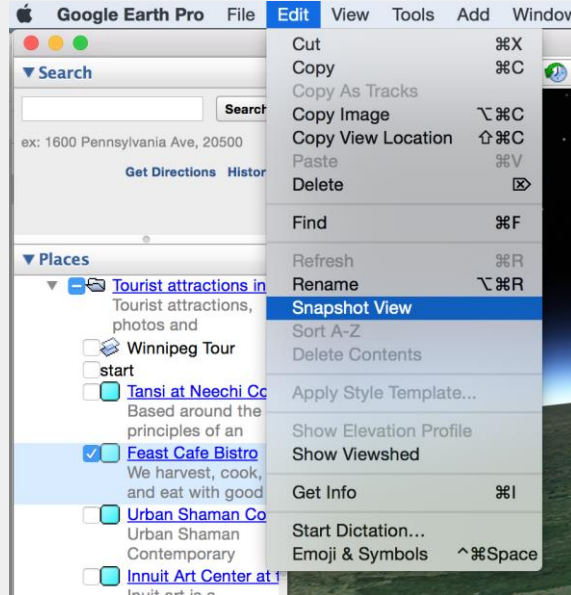 Google Earth Pro File Edit View Tools Add Window
Search
Search
ex: 1600 Pennsylvania Ave, 20500
Get Directions Histor
Places
Tourist attractions in
Tourist attractions,
photos and
Winnipeg Tour
start
Tansi at Neechi Co
Based around the
principles of an
Feast Cafe Bistro
We harvest, cook,
and eat with good
Urban Shaman Co
Urban Shaman
Contemporary
Innuit Art Center at t
Inuit art is a
Cut ⌘X
Copy ⌘C
Copy As Tracks
Copy Image ⌥⌘C
Copy View Location ⇧⌘C
Paste ⌘V
Delete ⌦
Find ⌘F
Refresh ⌘R
Rename ⌥⌘R
Snapshot View
Sort A-Z
Delete Contents
Apply Style Template...
Show Elevation Profile
Show Viewshed
Get Info ⌘I
Start Dictation...
Emoji & Symbols ^⌘Space